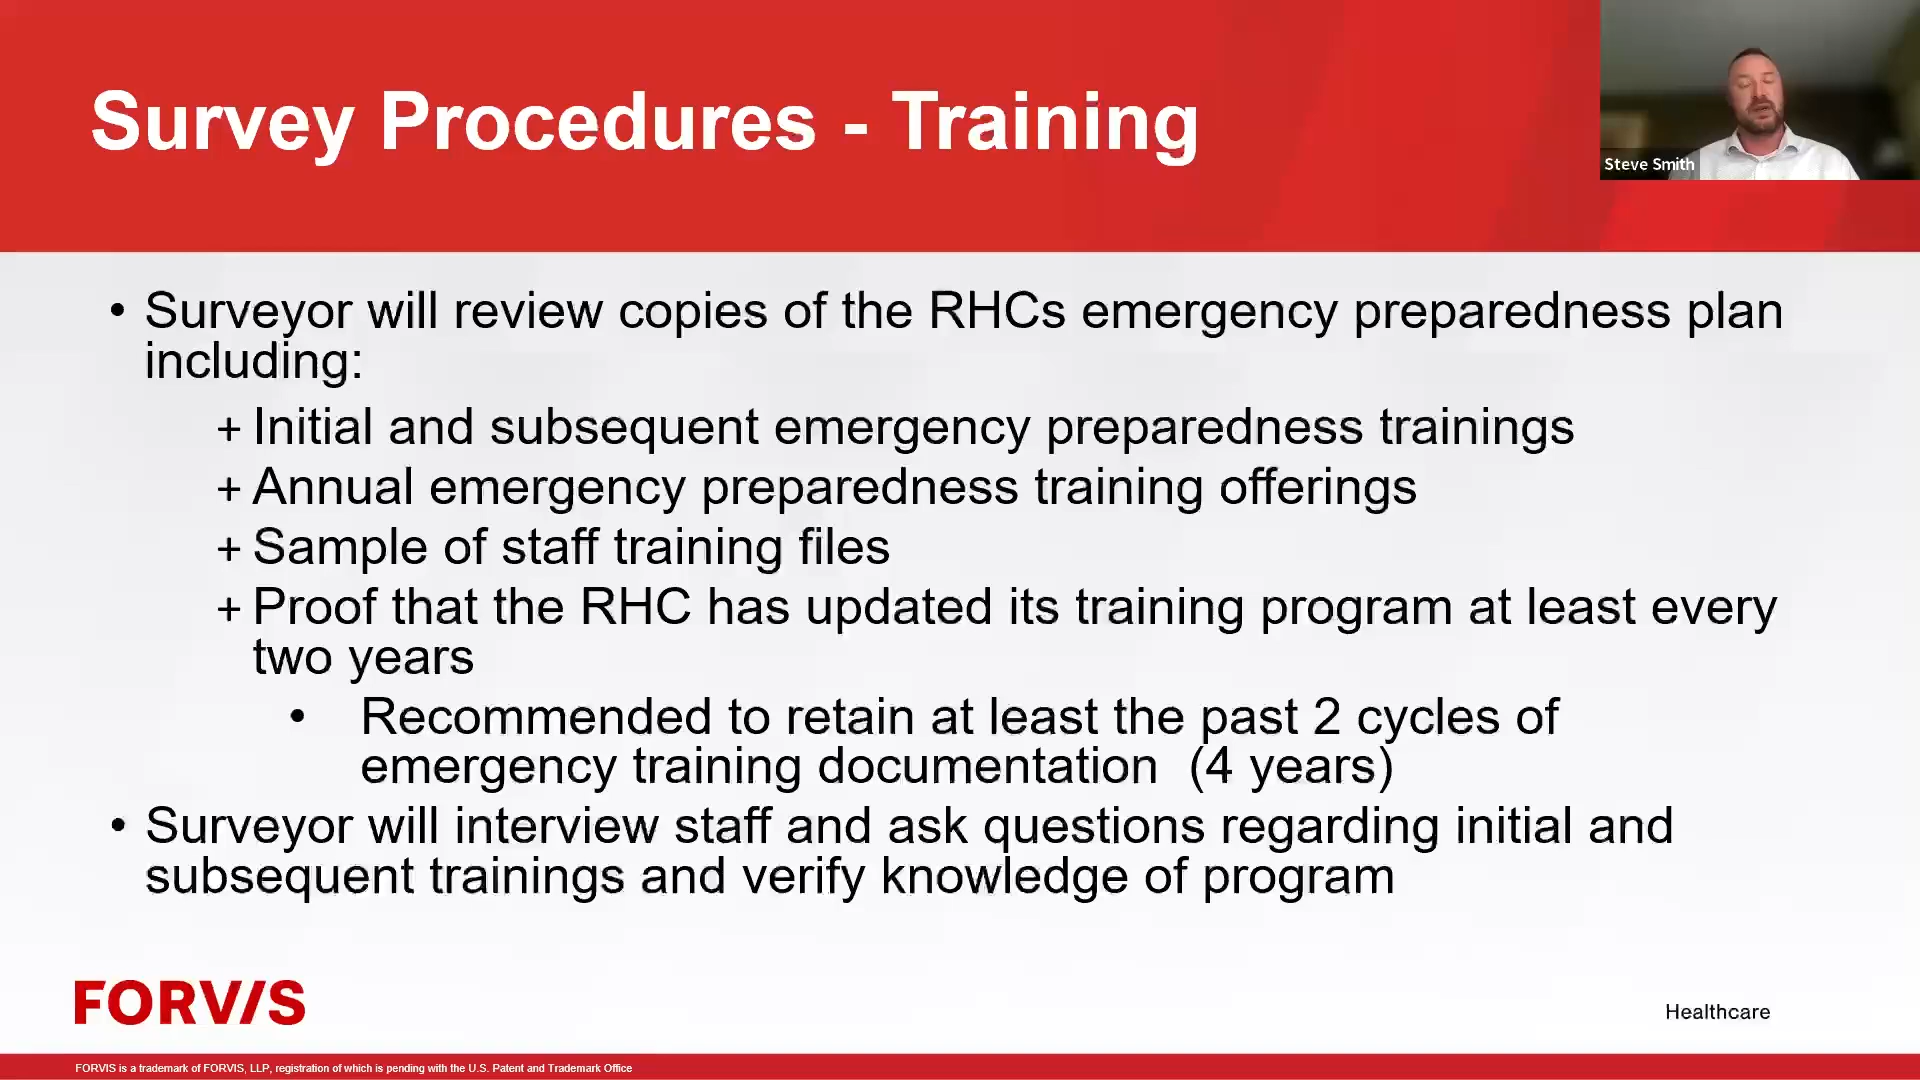 Survey Procedures - Training
Steve Smith
• Surveyor will review copies of the RHCs emergency preparedness plan
including:
+ Initial and subsequent emergency preparedness trainings
+ Annual emergency preparedness training offerings
+ Sample of staff training files
+ Proof that the RHC has updated its training program at least every
two years
• Recommended to retain at least the past 2 cycles of
emergency training documentation (4 years)
• Surveyor will interview staff and ask questions regarding initial and
subsequent trainings and verify knowledge of program
FORVIS
Healthcare
FORVIS is a trademark of FORVIS, LLP, registration of which is pending with the U.S. Patent and Trademark Office